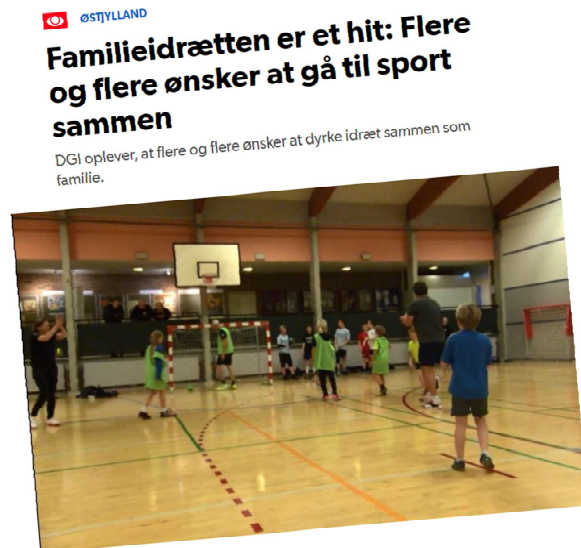 ØSTJYLLAND
Familieidrætten er et hit: Flere
og flere ønsker at gå til sport
sammen
DGI oplever, at flere og flere ønsker at dyrke idræt sammen som
familie.